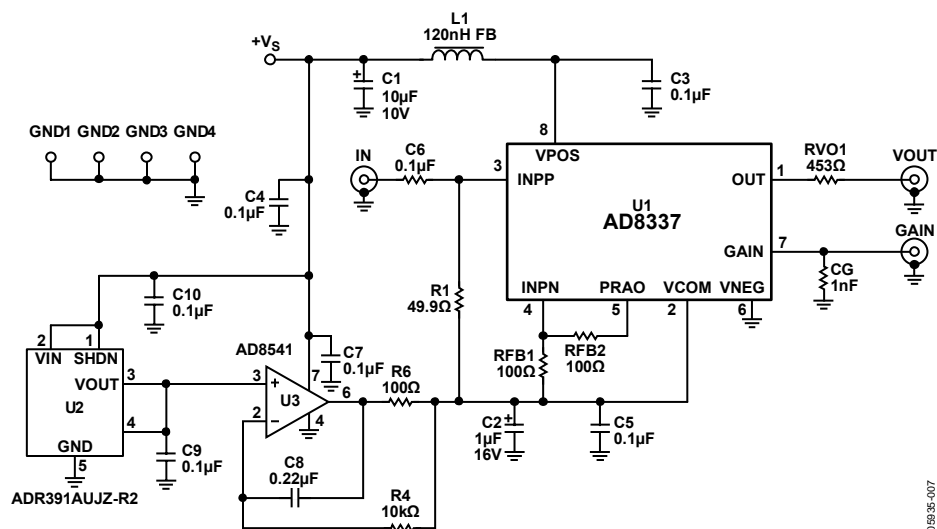 L1
120nH FB
+VS
C1
10µF
10V
C3
0.1µF
GND1 GND2 GND3 GND4
8
VPOS
IN
C6
0.1µF
3
INPP
OUT
1
RVO1
453Ω
VOUT
C4
0.1µF
U1
AD8337
GAIN
7
GAIN
CG
1nF
R1
49.9Ω
INPN
PRAO
VCOM
VNEG
4
5
2
6
C10
0.1µF
RFB1
100Ω
RFB2
100Ω
2
1
VIN
SHDN
AD8541
C7
0.1µF
VOUT
3
3
+
7
6
R6
100Ω
U2
U3
4
2
–
4
C2
1µF
16V
+
C5
0.1µF
GND
5
C9
0.1µF
C8
0.22µF
ADR391AUJZ-R2
R4
10kΩ
05935-007